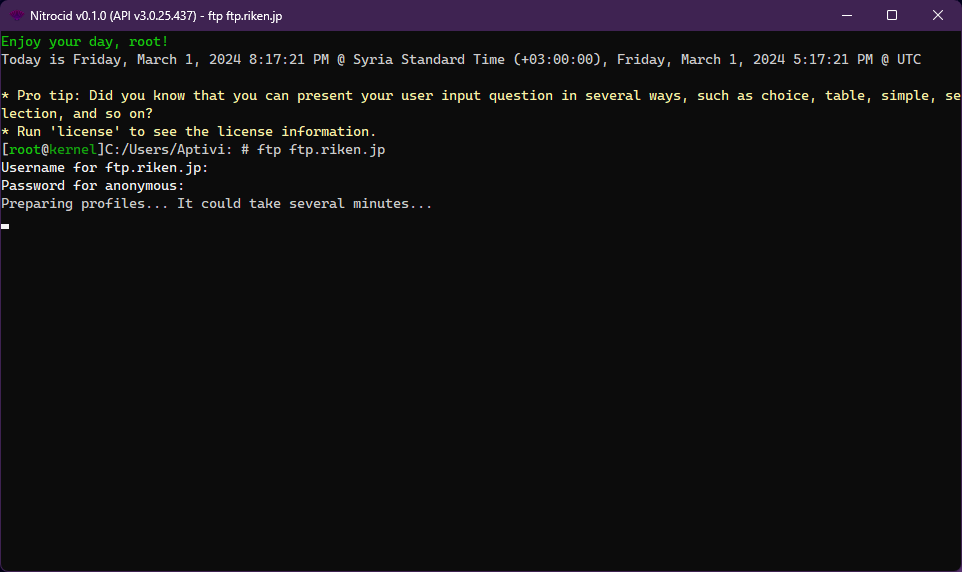 Nitrocid v0.1.0 (API v3.0.25.437) - ftp ftp.riken.jp
Enjoy your day, root!
Today is Friday, March 1, 2024 8:17:21 PM @ Syria Standard Time (+03:00:00), Friday, March 1, 2024 5:17:21 PM @ UTC
* Pro tip: Did you know that you can present your user input question in several ways, such as choice, table, simple, se
lection, and so on?
* Run 'license' to see the license information.
[root@kernel]C:/Users/Aptivi: # ftp ftp.riken.jp
Username for ftp.riken.jp:
Password for anonymous:
Preparing profiles... It could take several minutes...